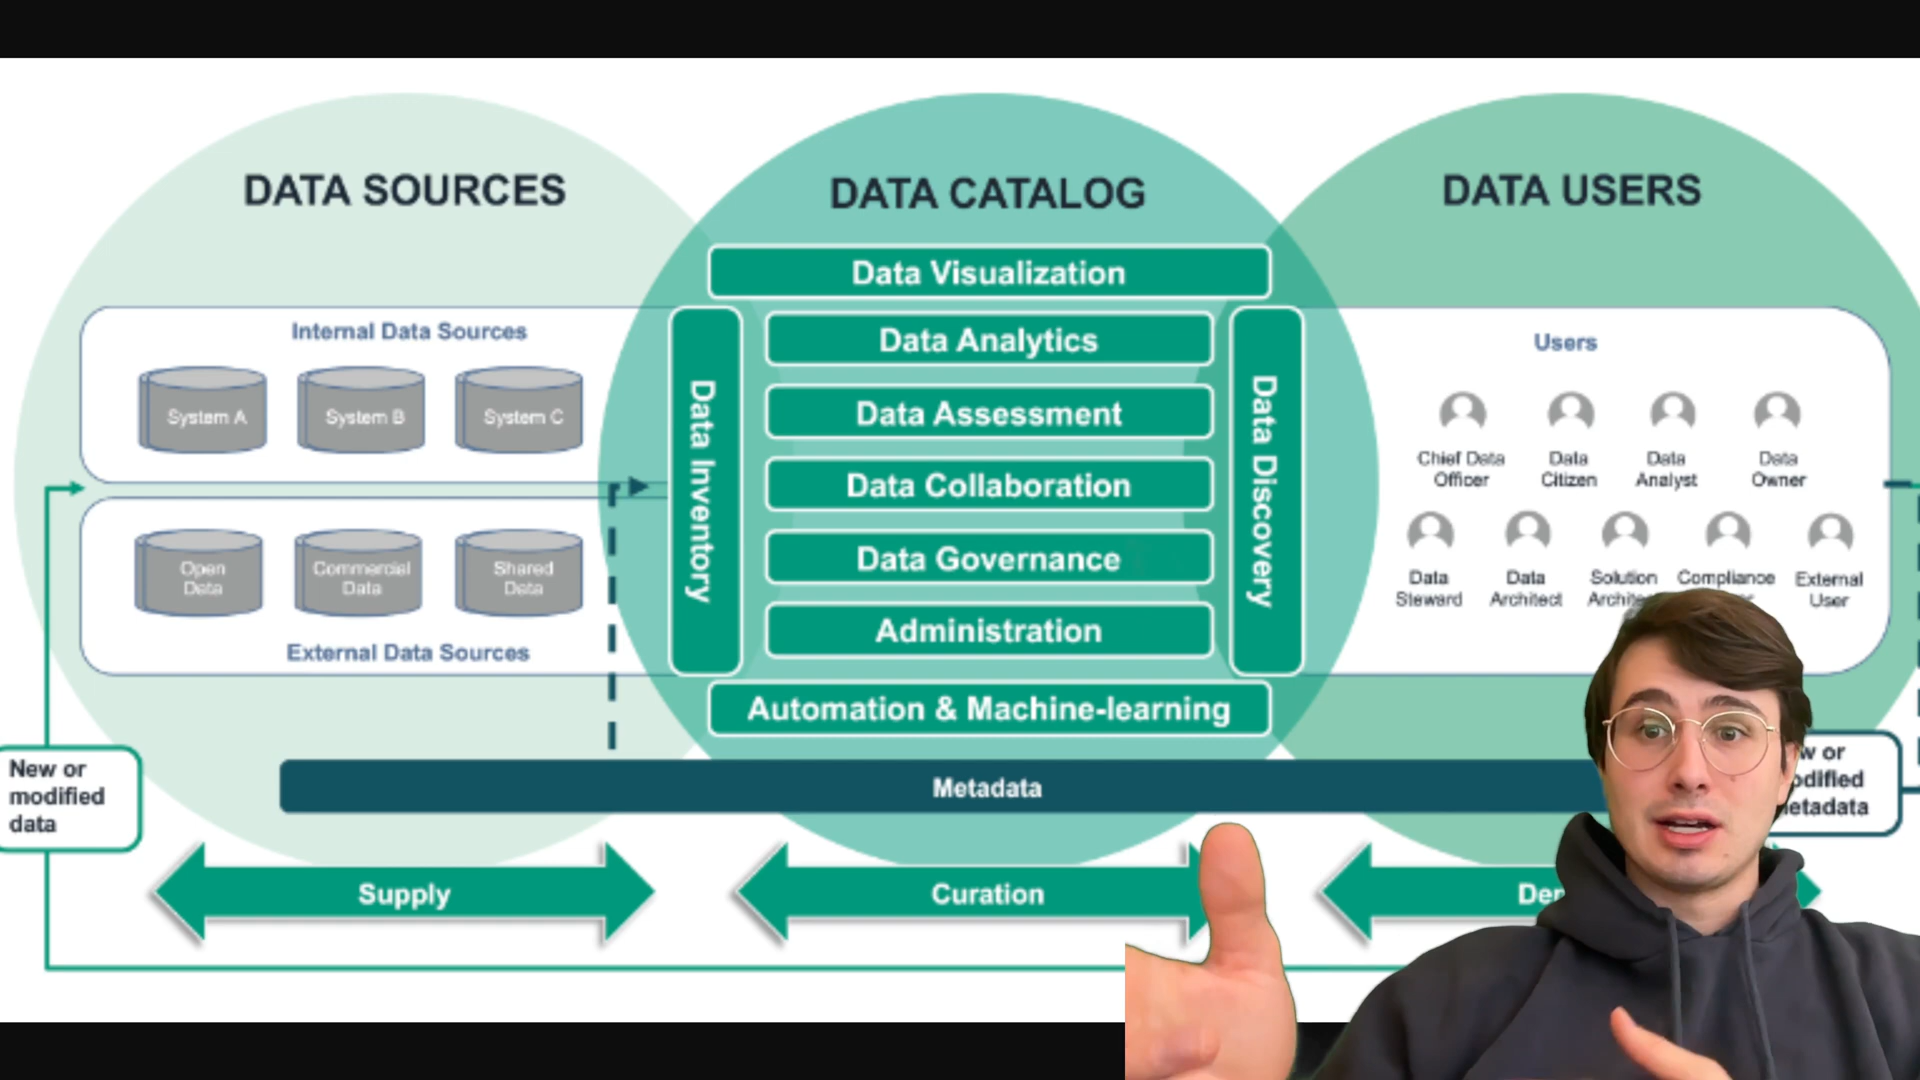 DATA SOURCES
DATA CATALOG
DATA USERS
Internal Data Sources
System A
System B
System C
Open
Data
Commercial
Data
Shared
Data
External Data Sources
Data Inventory
Data Visualization
Data Analytics
Data Assessment
Data Collaboration
Data Governance
Administration
Automation & Machine-learning
Data Discovery
Users
Chief Data
Officer
Data
Citizen
Data
Analyst
Data
Owner
Data
Steward
Data
Architect
Solution
Compliance
External
User
New or
modified
data
Metadata
or
Supply
Curation